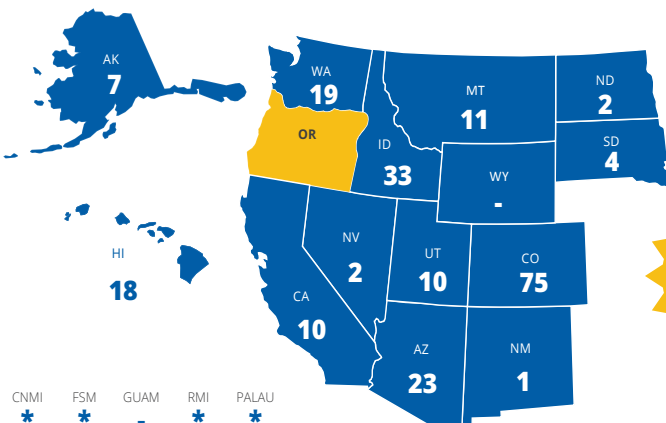 AK
7
WA
19
MT
11
ND
2
OR
ID
33
SD
4
WY
-
HI
18
NV
2
UT
10
CO
75
CA
10
AZ
23
NM
1
CNMI FSM GUAM RMI PALAU
* * - * *